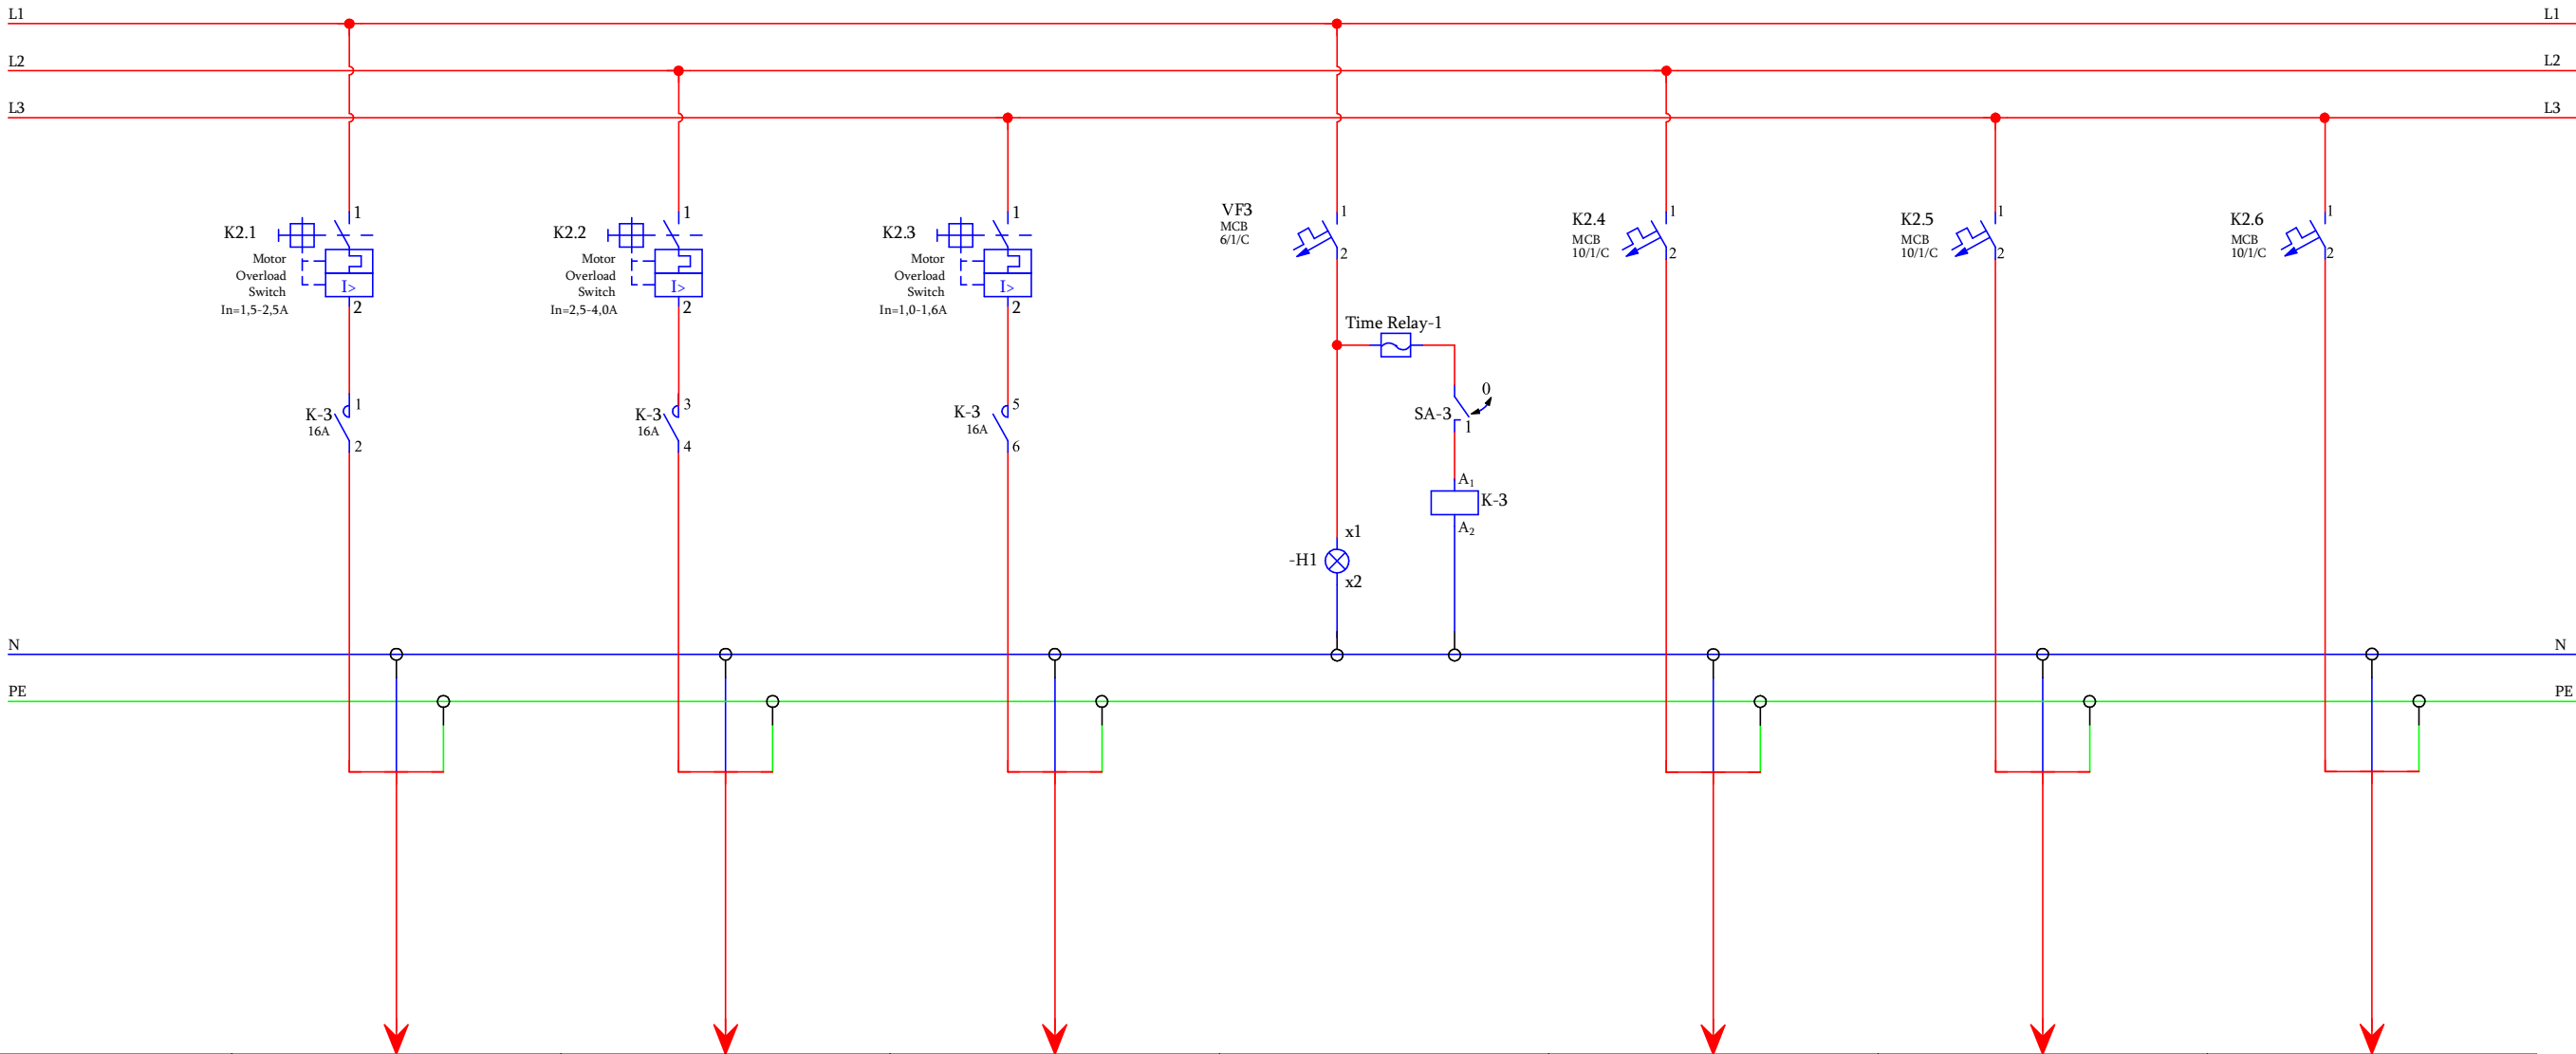 L1 L1
L2 L2
L3 L3
K2.1
Motor
Overload
Switch
In=1,5-2,5A
1
I>
2
K-3
16A
1
2
K2.2
Motor
Overload
Switch
In=2,5-4,0A
1
I>
2
K-3
16A
3
4
K2.3
Motor
Overload
Switch
In=1,0-1,6A
1
I>
2
K-3
16A
5
6
VF3
MCB
6/1/C
1
2
Time Relay-1
0
SA-3
1
A1
K-3
A2
x1
-H1
x2
K2.4
MCB
10/1/C
1
2
K2.5
MCB
10/1/C
1
2
K2.6
MCB
10/1/C
1
2
N N
PE PE